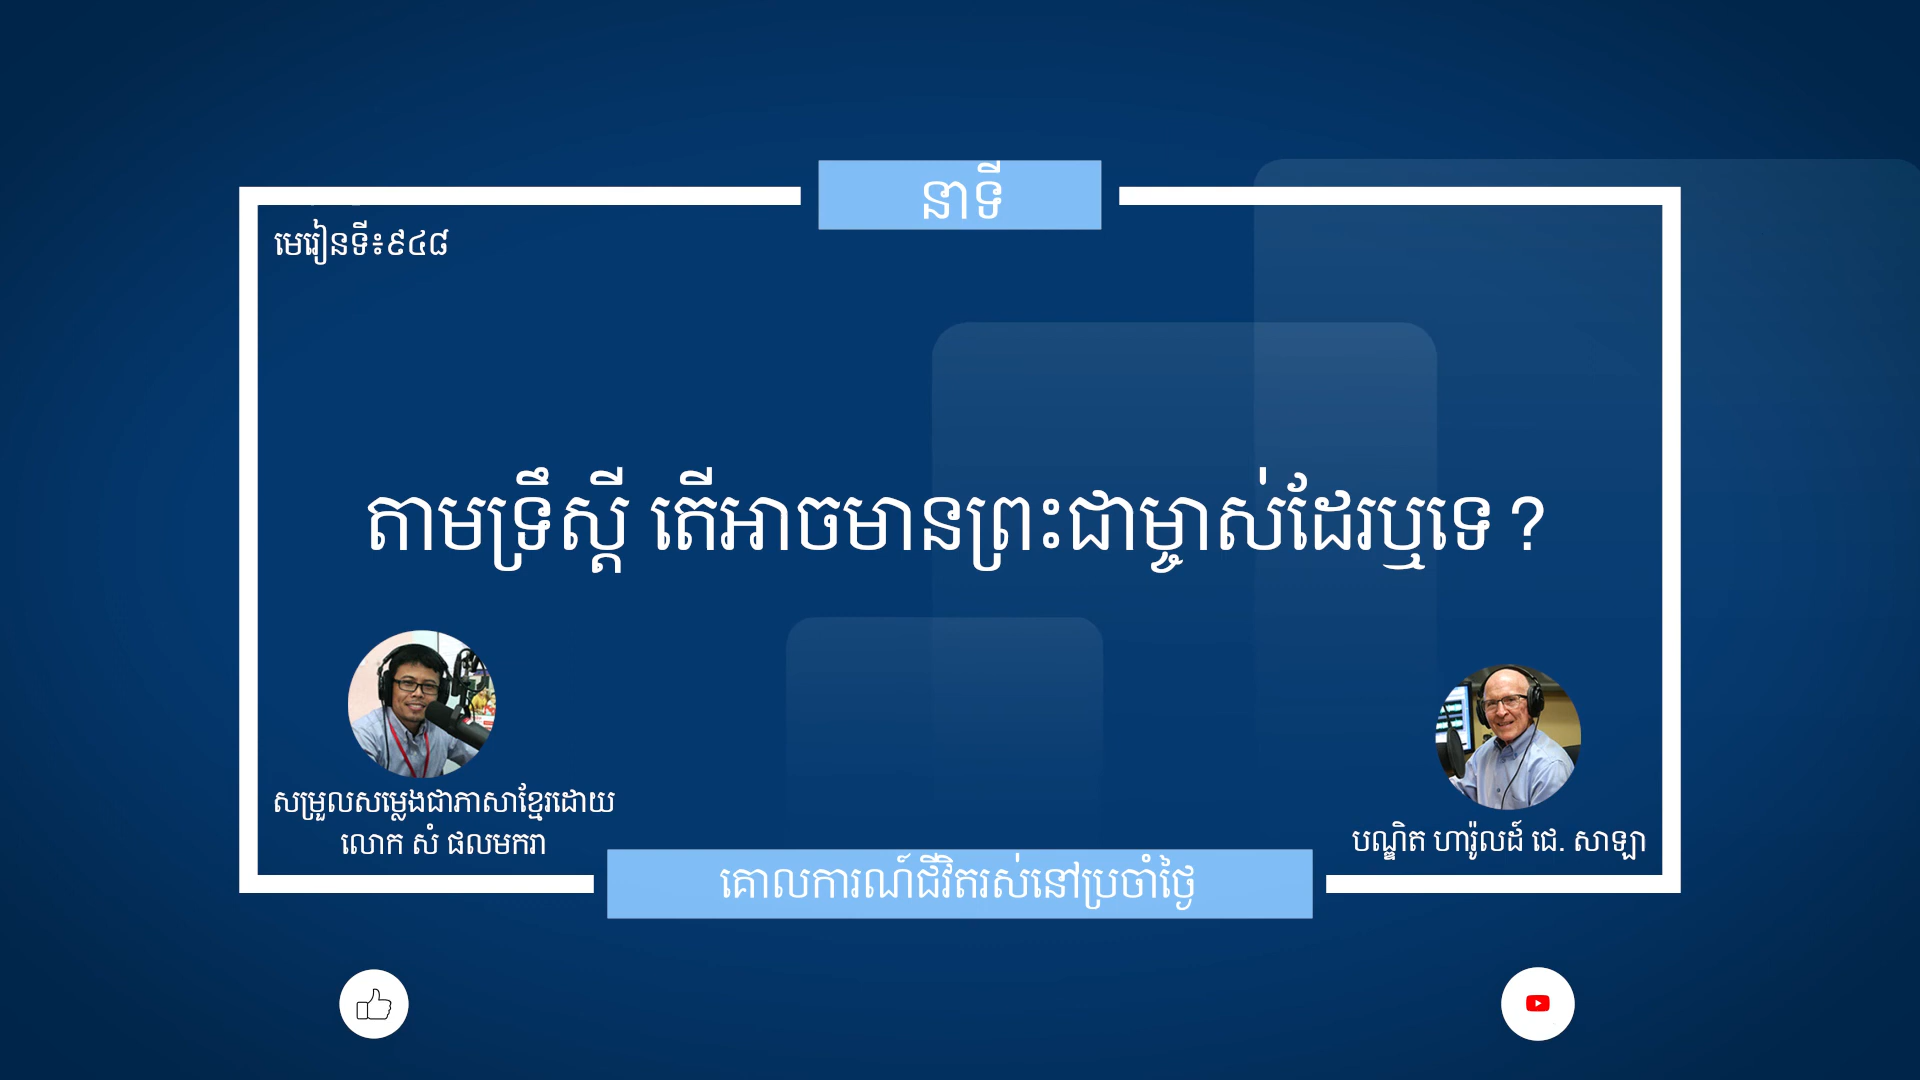 នាទី
មេរៀនទី៖៩៤៨
តាមទ្រឹស្តី តើអាចមានព្រះជាម្ចាស់ដែរឬទេ ?
សម្រួលសម្លេងជាភាសាខ្មែរដោយ
លោក សំ ផលមករា
បណ្ឌិត ហារ៉ូលដ៍ ជេ. សាឡា
គោលការណ៍ជីវិតរស់នៅប្រចាំថ្ងៃ